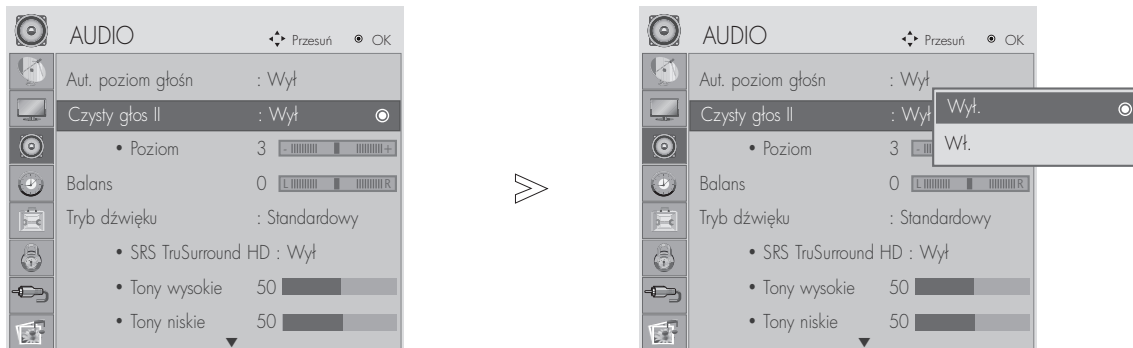 AUDIO
Przesuń OK
Aut. poziom głośn : Wył
Czysty głos II : Wył
• Poziom 3 - +
Balans 0 L R
Tryb dźwięku : Standardowy
• SRS TruSurround HD : Wył
• Tony wysokie 50
• Tony niskie 50
>
AUDIO
Przesuń OK
Aut. poziom głośn : Wył
Czysty głos II : Wył
Wył.
Wł.
• Poziom 3 -
Balans 0 L R
Tryb dźwięku : Standardowy
• SRS TruSurround HD : Wył
• Tony wysokie 50
• Tony niskie 50